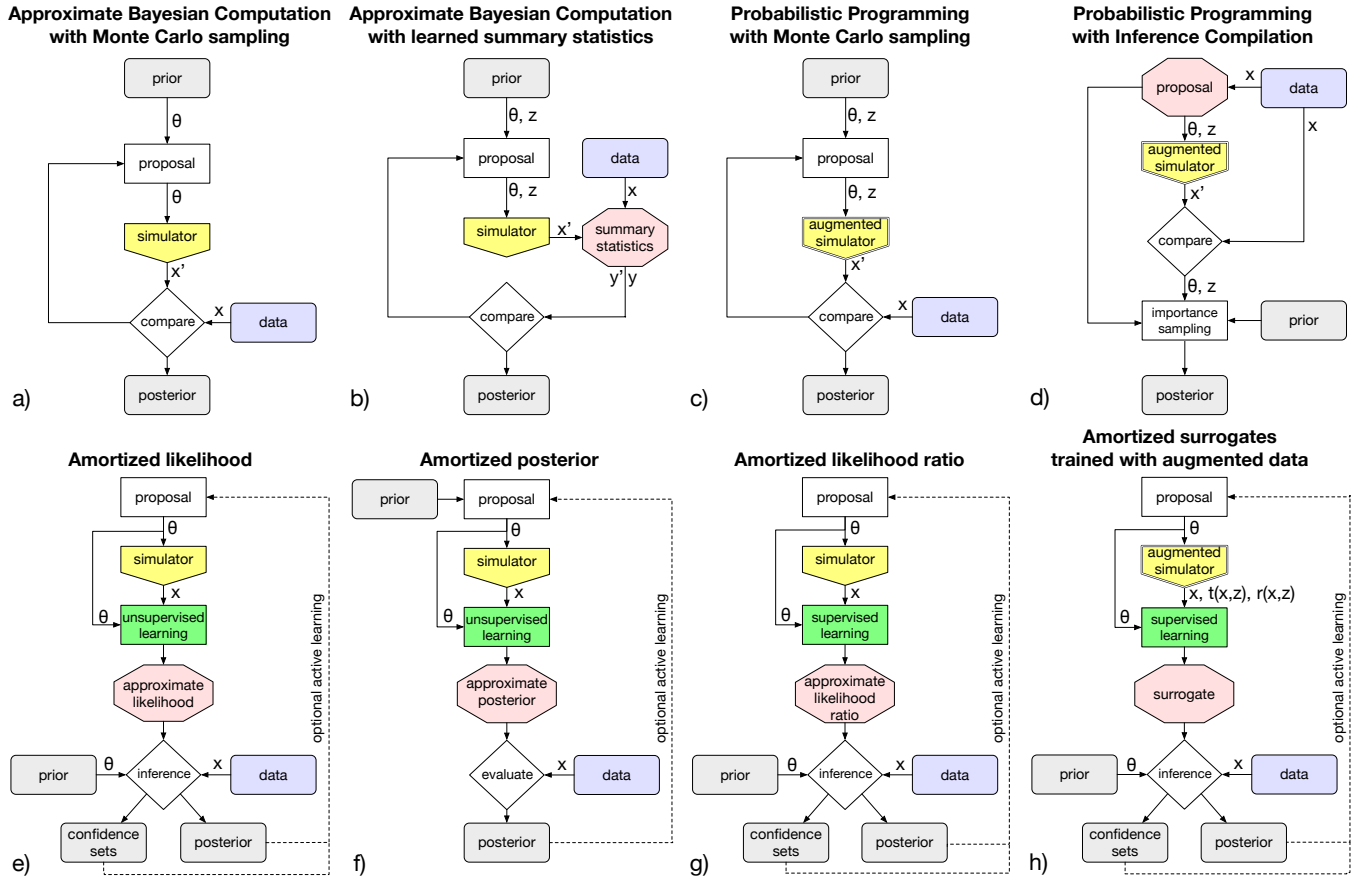 Approximate Bayesian Computation
with Monte Carlo sampling
prior
θ
proposal
θ
simulator
x'
compare
x
data
posterior
a)
Approximate Bayesian Computation
with learned summary statistics
prior
θ, z
proposal
data
θ, z
x
simulator
x'
summary
statistics
y' y
compare
posterior
b)
Probabilistic Programming
with Monte Carlo sampling
prior
θ, z
proposal
θ, z
augmented
simulator
x'
compare
x
data
posterior
c)
Probabilistic Programming
with Inference Compilation
proposal
x
data
θ, z
x
augmented
simulator
x'
compare
θ, z
importance
sampling
prior
posterior
d)
Amortized likelihood
proposal
θ
simulator
x
θ
unsupervised
learning
approximate
likelihood
optional active learning
prior
θ
inference
x
data
confidence
sets
posterior
e)
Amortized posterior
prior
proposal
θ
simulator
x
θ
unsupervised
learning
approximate
posterior
optional active learning
evaluate
x
data
posterior
f)
Amortized likelihood ratio
proposal
θ
simulator
x
θ
supervised
learning
approximate
likelihood
ratio
optional active learning
prior
θ
inference
x
data
confidence
sets
posterior
g)
Amortized surrogates
trained with augmented data
proposal
θ
augmented
simulator
x, t(x,z), r(x,z)
θ
supervised
learning
surrogate
optional active learning
prior
θ
inference
x
data
confidence
sets
posterior
h)